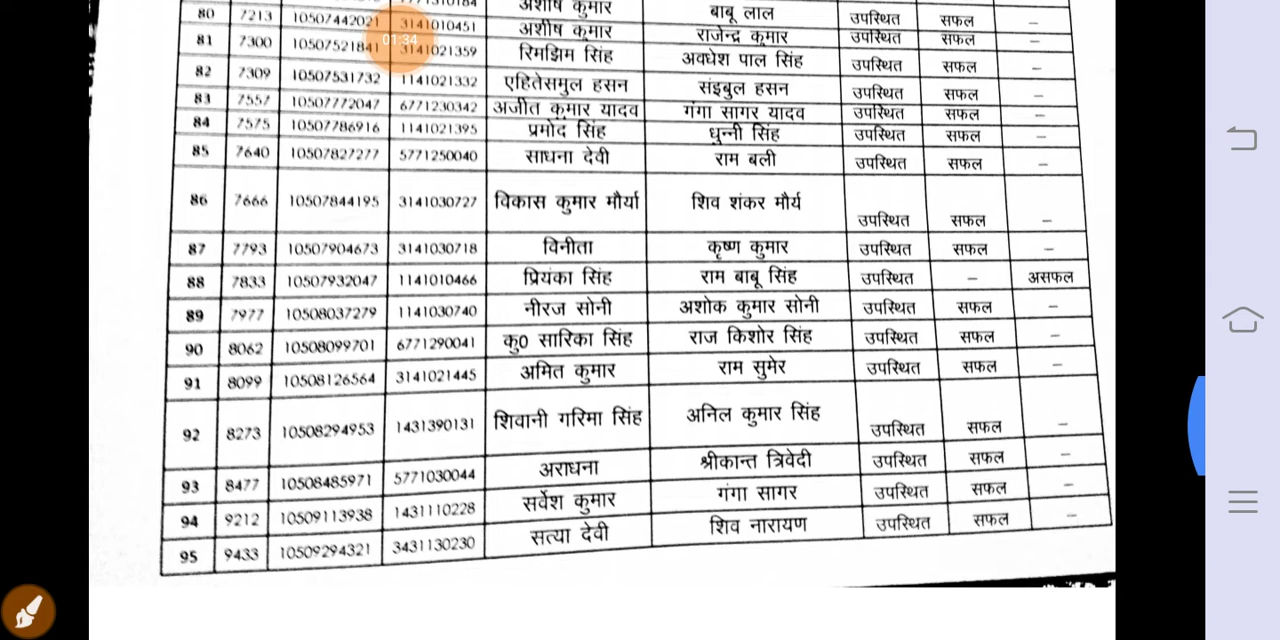 अशीष कुमार
80 7213 10507442021 3141010451 अशीष कुमार बाबू लाल उपस्थित सफल –
81 7300 10507521841 3141021359 रिमझिम सिंह राजेन्द्र कुमार उपस्थित सफल –
82 7309 10507531732 1141021332 एहितेसमुल हसन अवधेश पाल सिंह उपस्थित सफल –
83 7557 10507772047 6771230342 अजीत कुमार यादव संइबुल हसन उपस्थित सफल –
84 7575 10507786916 1141021395 प्रमोद सिंह गंगा सागर यादव उपस्थित सफल –
85 7640 10507827277 5771250040 साधना देवी धुन्नी सिंह उपस्थित सफल –
राम बली उपस्थित सफल –
86 7666 10507844195 3141030727 विकास कुमार मौर्या शिव शंकर मौर्य उपस्थित सफल –
87 7793 10507904673 3141030718 विनीता कृष्ण कुमार उपस्थित सफल –
88 7833 10507932047 1141010466 प्रियंका सिंह राम बाबू सिंह उपस्थित – असफल
89 7977 10508037279 1141030740 नीरज सोनी अशोक कुमार सोनी उपस्थित सफल –
90 8062 10508099701 6771290041 कु0 सारिका सिंह राज किशोर सिंह उपस्थित सफल –
91 8099 10508126564 3141021445 अमित कुमार राम सुमेर उपस्थित सफल –
92 8273 10508294953 1431390131 शिवानी गरिमा सिंह अनिल कुमार सिंह उपस्थित सफल –
93 8477 10508485971 5771030044 अराधना श्रीकान्त त्रिवेदी उपस्थित सफल –
94 9212 10509113938 1431110228 सर्वेश कुमार गंगा सागर उपस्थित सफल –
95 9433 10509294321 3431130230 सत्या देवी शिव नारायण उपस्थित सफल –
01:34